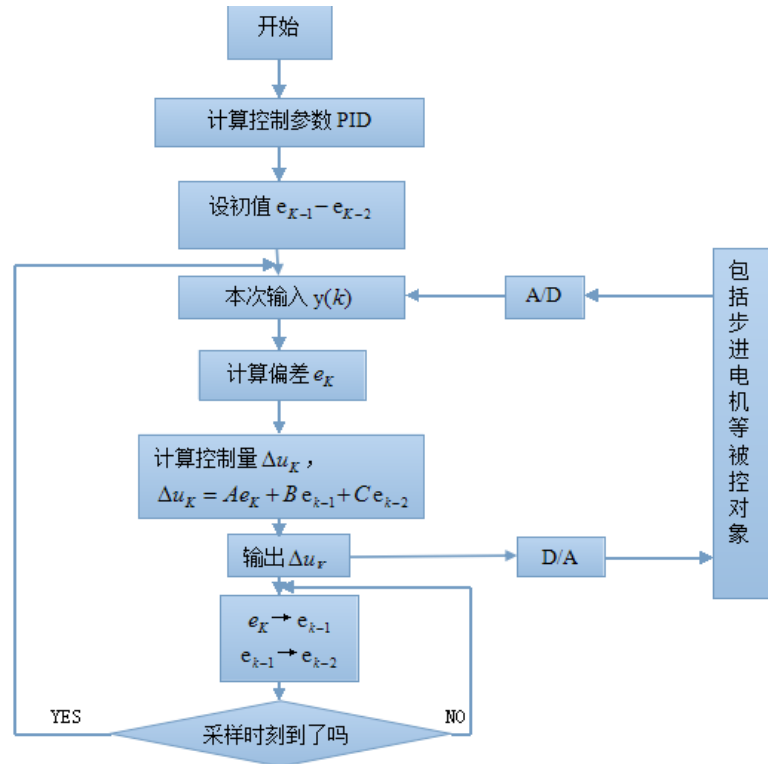 开始
计算控制参数 PID
设初值 e_{K-1} - e_{K-2}
本次输入 y(k)
A/D
计算偏差 e_K
计算控制量 Δu_K，
Δu_K = Ae_K + B e_{k-1} + C e_{k-2}
输出 Δu_K
D/A
包括步进电机等被控对象
e_K → e_{k-1}
e_{k-1} → e_{k-2}
采样时刻到了吗
YES
NO